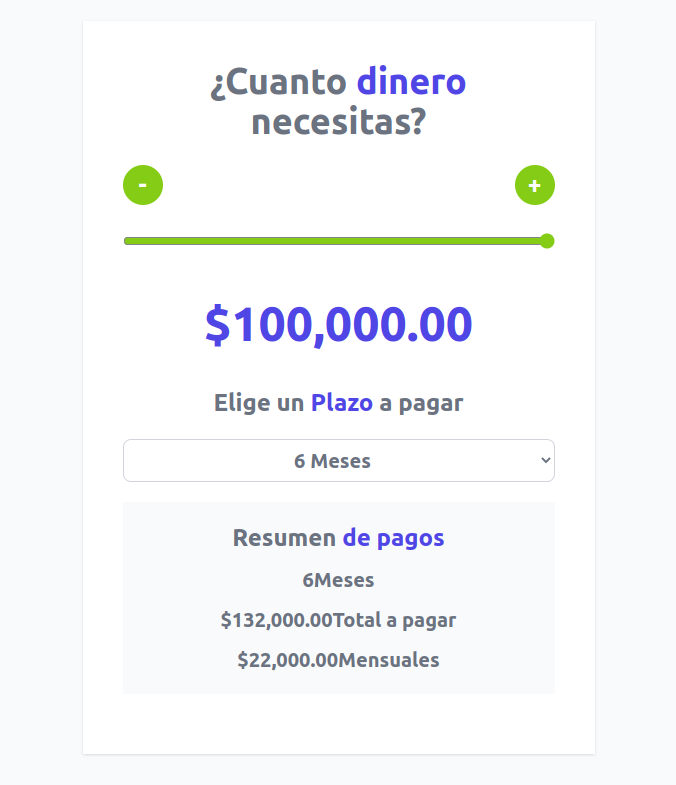 ¿Cuanto dinero
necesitas?
- +
$100,000.00
Elige un Plazo a pagar
6 Meses
Resumen de pagos
6Meses
$132,000.00Total a pagar
$22,000.00Mensuales